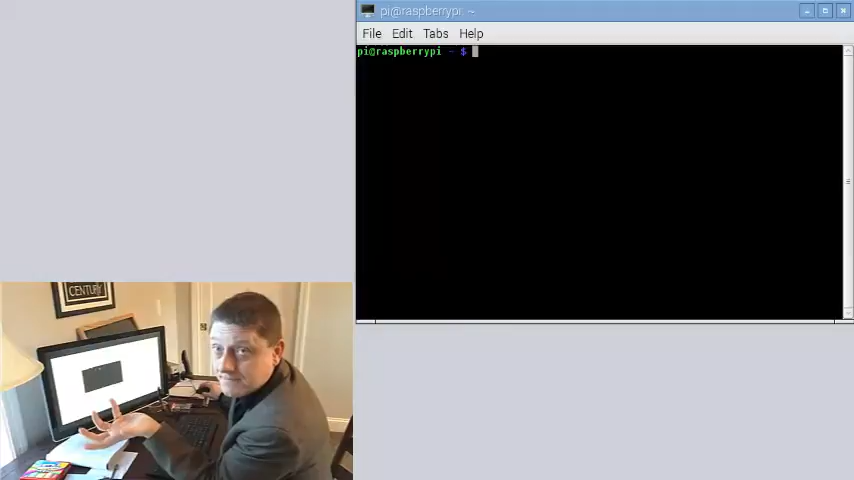 pi@raspberrypi: ~
File Edit Tabs Help
pi@raspberrypi ~ $
CENTURY